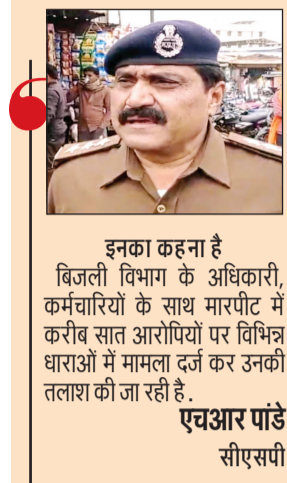 इनका कहना है
बिजली विभाग के अधिकारी,
कर्मचारियों के साथ मारपीट में
करीब सात आरोपियों पर विभिन्न
धाराओं में मामला दर्ज कर उनकी
तलाश की जा रही है.
एचआर पांडे
सीएसपी